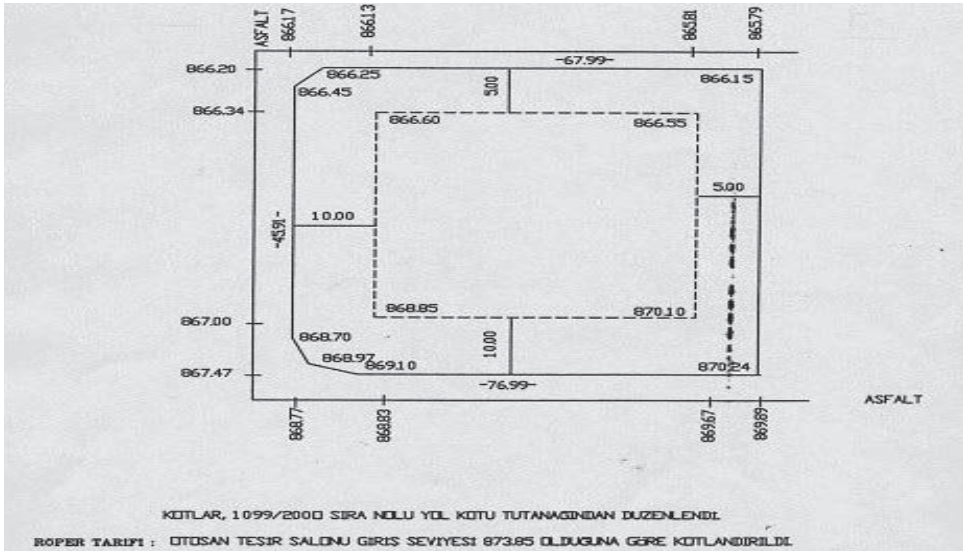 ASFALT 866.17 866.13 865.81 865.79
-67.99-
866.20 866.25 866.15
866.45 5.00
866.34
866.60 866.55
5.00
10.00
-45.91-
868.85 870.10
867.00
868.70 10.00
868.97 869.10 870.24
867.47
-76.99-
ASFALT
868.77 868.83 869.67 869.89
KOTLAR, 1099/2000 SIRA NOLU YOL KOTU TUTANAGINDAN DUZENLENDI.
ROPER TARIFI : OTOSAN TESIR SALONU GIRIS SEVIYESI 873.85 OLDUGUNA GORE KOTLANDIRILDI.